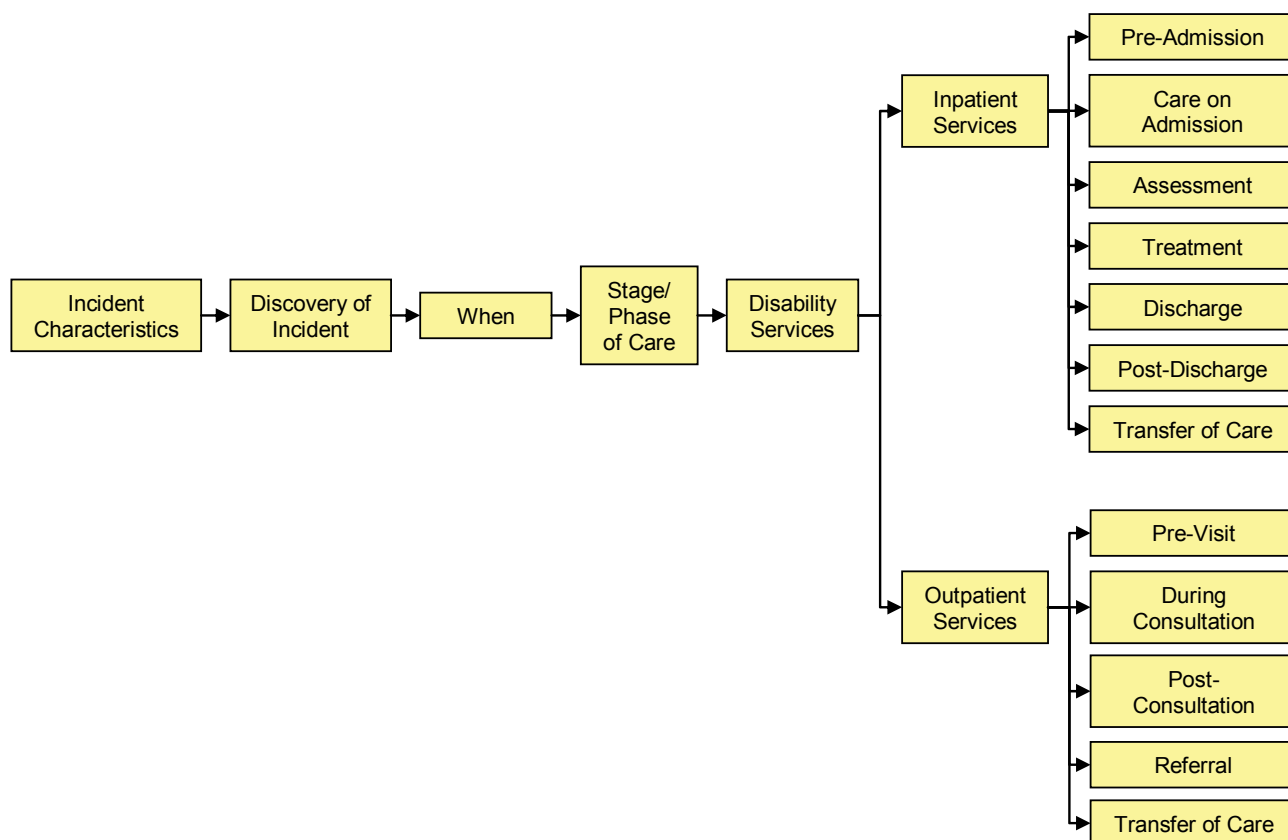 Incident
Characteristics
Discovery of
Incident
When
Stage/
Phase
of Care
Disability
Services
Inpatient
Services
Pre-Admission
Care on
Admission
Assessment
Treatment
Discharge
Post-Discharge
Transfer of Care
Outpatient
Services
Pre-Visit
During
Consultation
Post-
Consultation
Referral
Transfer of Care